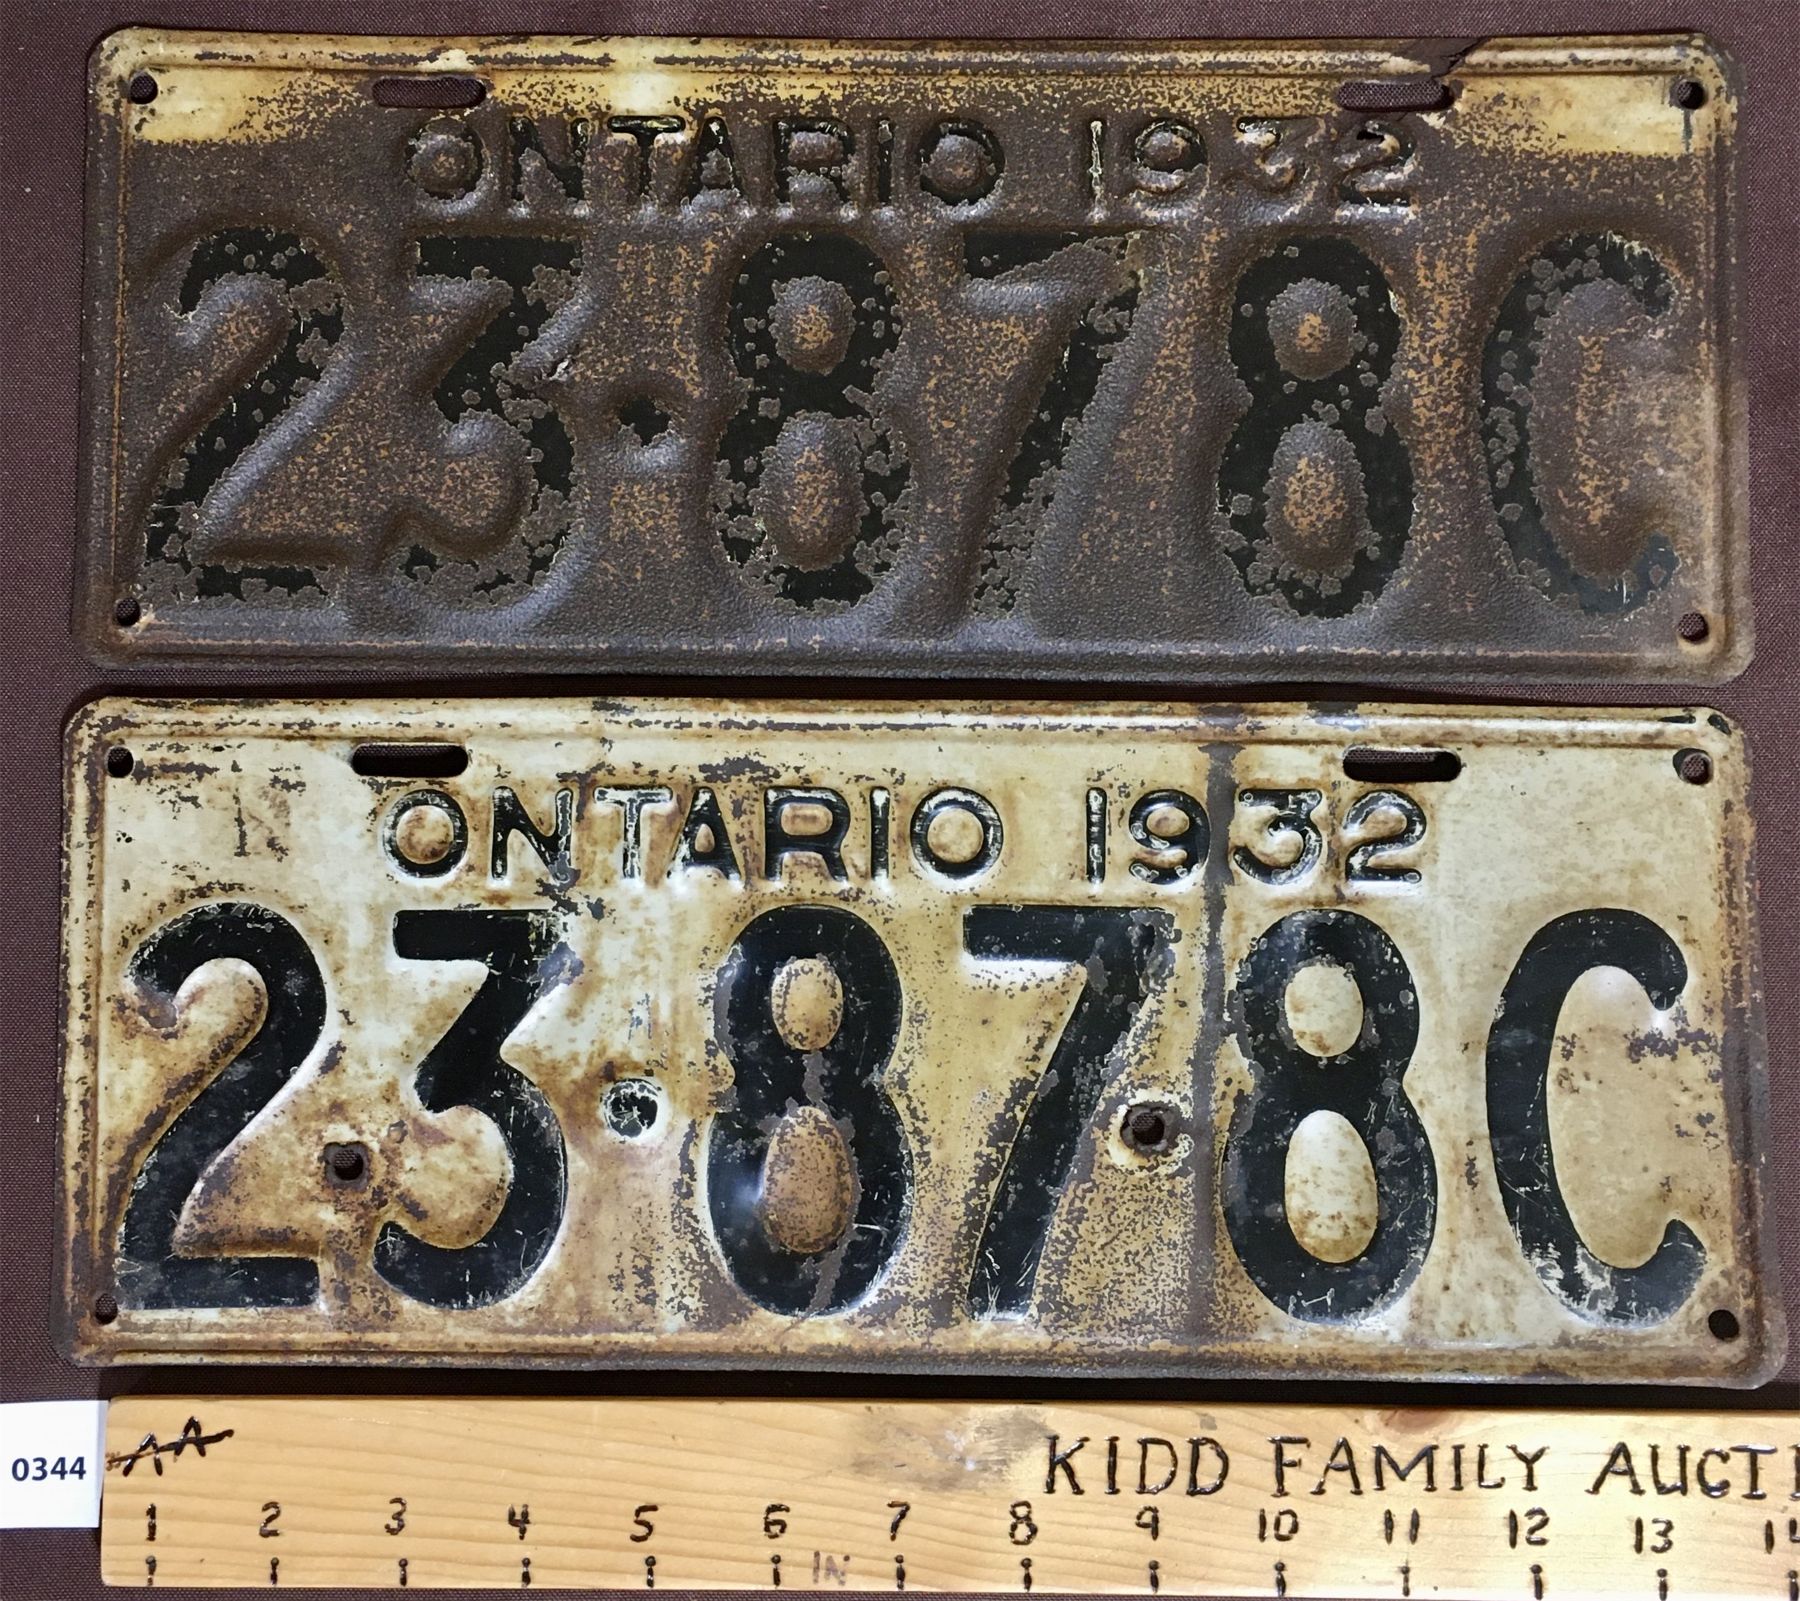 ONTARIO 1932
23·878C
ONTARIO 1932
23·878C
0344
AA
KIDD FAMILY AUCTI
1 2 3 4 5 6 7 8 9 10 11 12 13 14
IN